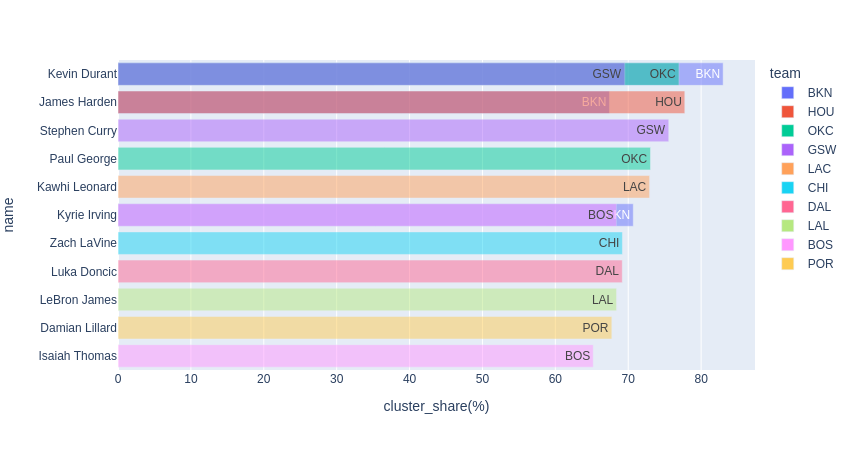 Kevin Durant GSW OKC BKN
James Harden BKN HOU
Stephen Curry GSW
Paul George OKC
Kawhi Leonard LAC
Kyrie Irving BOS KN
Zach LaVine CHI
Luka Doncic DAL
LeBron James LAL
Damian Lillard POR
Isaiah Thomas BOS
0 10 20 30 40 50 60 70 80
cluster_share(%)
name
team
BKN
HOU
OKC
GSW
LAC
CHI
DAL
LAL
BOS
POR